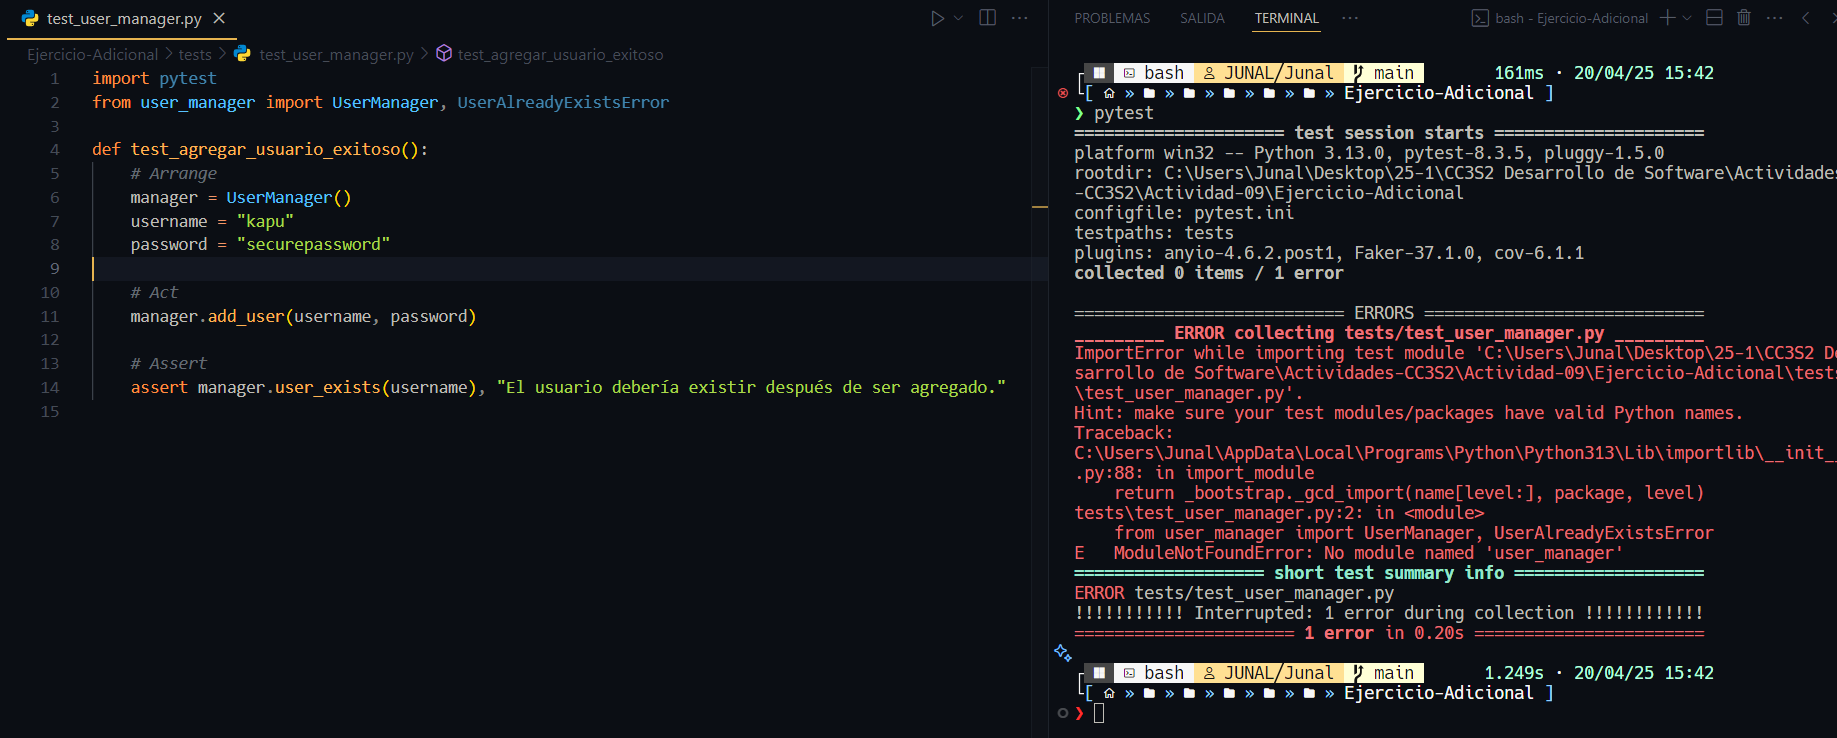 test_user_manager.py
Ejercicio-Adicional > tests > test_user_manager.py > test_agregar_usuario_exitoso
1 import pytest
2 from user_manager import UserManager, UserAlreadyExistsError
3
4 def test_agregar_usuario_exitoso():
5     # Arrange
6     manager = UserManager()
7     username = "kapu"
8     password = "securepassword"
9
10     # Act
11     manager.add_user(username, password)
12
13     # Assert
14     assert manager.user_exists(username), "El usuario debería existir después de ser agregado."
15
PROBLEMAS SALIDA TERMINAL ··· bash - Ejercicio-Adicional
bash JUNAL/Junal main 161ms · 20/04/25 15:42
[ » » » » » » Ejercicio-Adicional ]
❯ pytest
===================== test session starts =====================
platform win32 -- Python 3.13.0, pytest-8.3.5, pluggy-1.5.0
rootdir: C:\Users\Junal\Desktop\25-1\CC3S2 Desarrollo de Software\Actividades
-CC3S2\Actividad-09\Ejercicio-Adicional
configfile: pytest.ini
testpaths: tests
plugins: anyio-4.6.2.post1, Faker-37.1.0, cov-6.1.1
collected 0 items / 1 error
=========================== ERRORS ============================
_________ ERROR collecting tests/test_user_manager.py _________
ImportError while importing test module 'C:\Users\Junal\Desktop\25-1\CC3S2 De
sarrollo de Software\Actividades-CC3S2\Actividad-09\Ejercicio-Adicional\tests
\test_user_manager.py'.
Hint: make sure your test modules/packages have valid Python names.
Traceback:
C:\Users\Junal\AppData\Local\Programs\Python\Python313\Lib\importlib\__init__
.py:88: in import_module
    return _bootstrap._gcd_import(name[level:], package, level)
tests\test_user_manager.py:2: in <module>
    from user_manager import UserManager, UserAlreadyExistsError
E   ModuleNotFoundError: No module named 'user_manager'
=================== short test summary info ===================
ERROR tests/test_user_manager.py
!!!!!!!!!!! Interrupted: 1 error during collection !!!!!!!!!!!!
====================== 1 error in 0.20s =======================
bash JUNAL/Junal main 1.249s · 20/04/25 15:42
[ » » » » » » Ejercicio-Adicional ]
❯